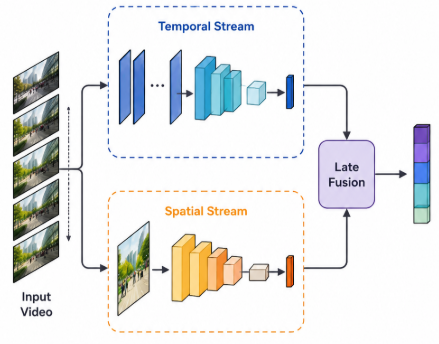 Temporal Stream
Spatial Stream
Late
Fusion
Input
Video